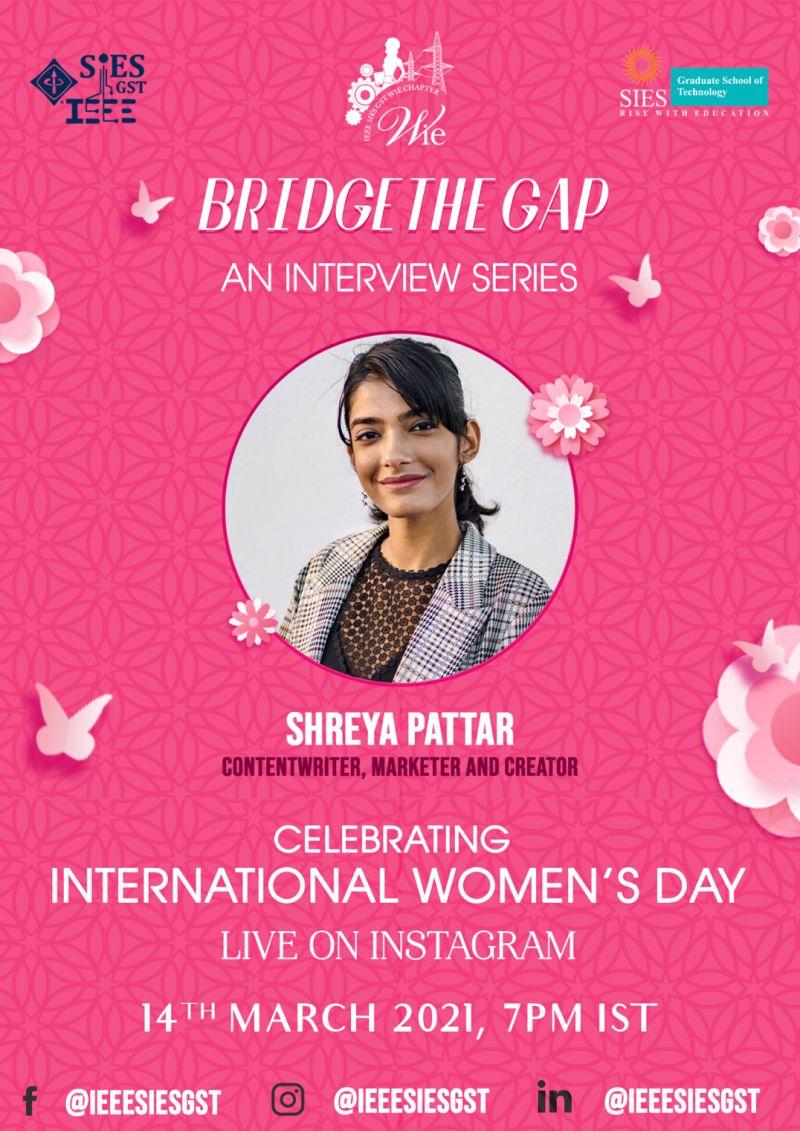 SiES
GST
IEEE
IEEE SIES GST WIE CHAPTER
Wie
SIES
Graduate School of
Technology
RISE WITH EDUCATION
BRIDGE THE GAP
AN INTERVIEW SERIES
SHREYA PATTAR
CONTENTWRITER, MARKETER AND CREATOR
CELEBRATING
INTERNATIONAL WOMEN'S DAY
LIVE ON INSTAGRAM
14TH MARCH 2021, 7PM IST
@IEEESIESGST
@IEEESIESGST
@IEEESIESGST